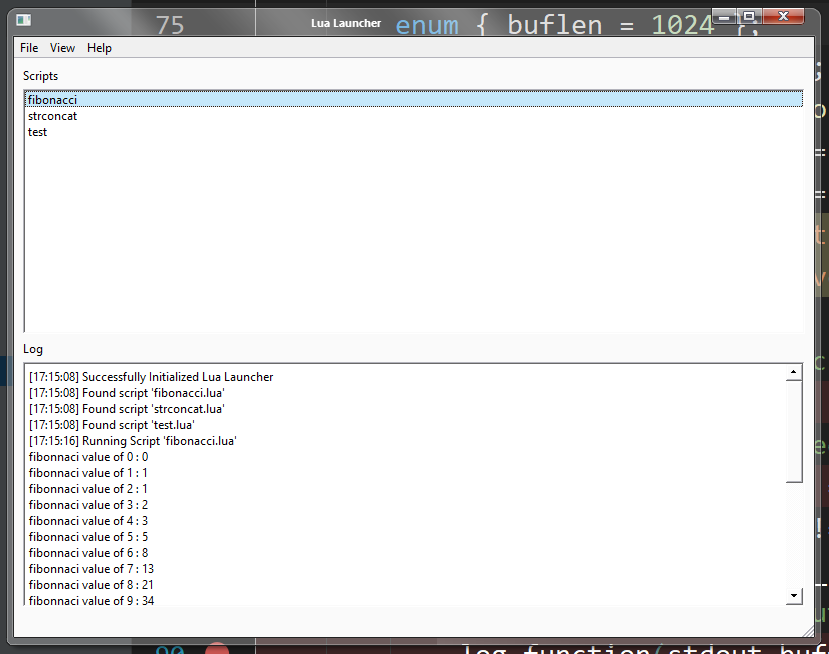 75
Lua Launcher
enum { buflen = 1024 };
File View Help
Scripts
fibonacci
strconcat
test
Log
[17:15:08] Successfully Initialized Lua Launcher
[17:15:08] Found script 'fibonacci.lua'
[17:15:08] Found script 'strconcat.lua'
[17:15:08] Found script 'test.lua'
[17:15:16] Running Script 'fibonacci.lua'
fibonnaci value of 0 : 0
fibonnaci value of 1 : 1
fibonnaci value of 2 : 1
fibonnaci value of 3 : 2
fibonnaci value of 4 : 3
fibonnaci value of 5 : 5
fibonnaci value of 6 : 8
fibonnaci value of 7 : 13
fibonnaci value of 8 : 21
fibonnaci value of 9 : 34
90
log_function(stdout_buf